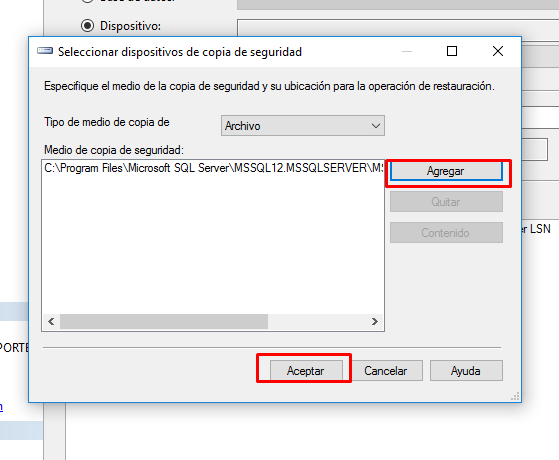 Dispositivo:
Seleccionar dispositivos de copia de seguridad
Especifique el medio de la copia de seguridad y su ubicación para la operación de restauración.
Tipo de medio de copia de
Archivo
Medio de copia de seguridad:
C:\Program Files\Microsoft SQL Server\MSSQL12.MSSQLSERVER\MS
Agregar
Quitar
Contenido
er LSN
PORTE
n
Aceptar
Cancelar
Ayuda